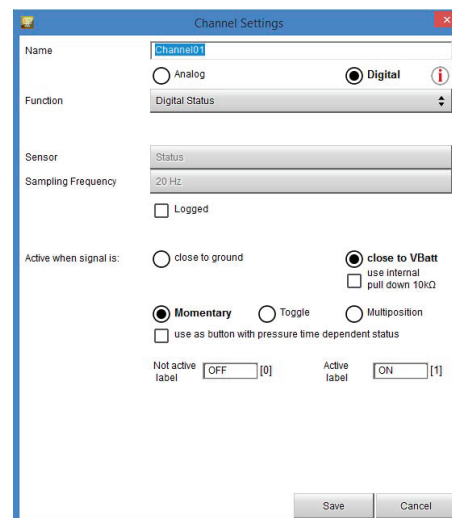 Channel Settings
Name Channel01
Analog Digital i
Function Digital Status
Sensor Status
Sampling Frequency 20 Hz
Logged
Active when signal is: close to ground close to VBatt
use internal
pull down 10kΩ
Momentary Toggle Multiposition
use as button with pressure time dependent status
Not active label OFF [0] Active label ON [1]
Save Cancel